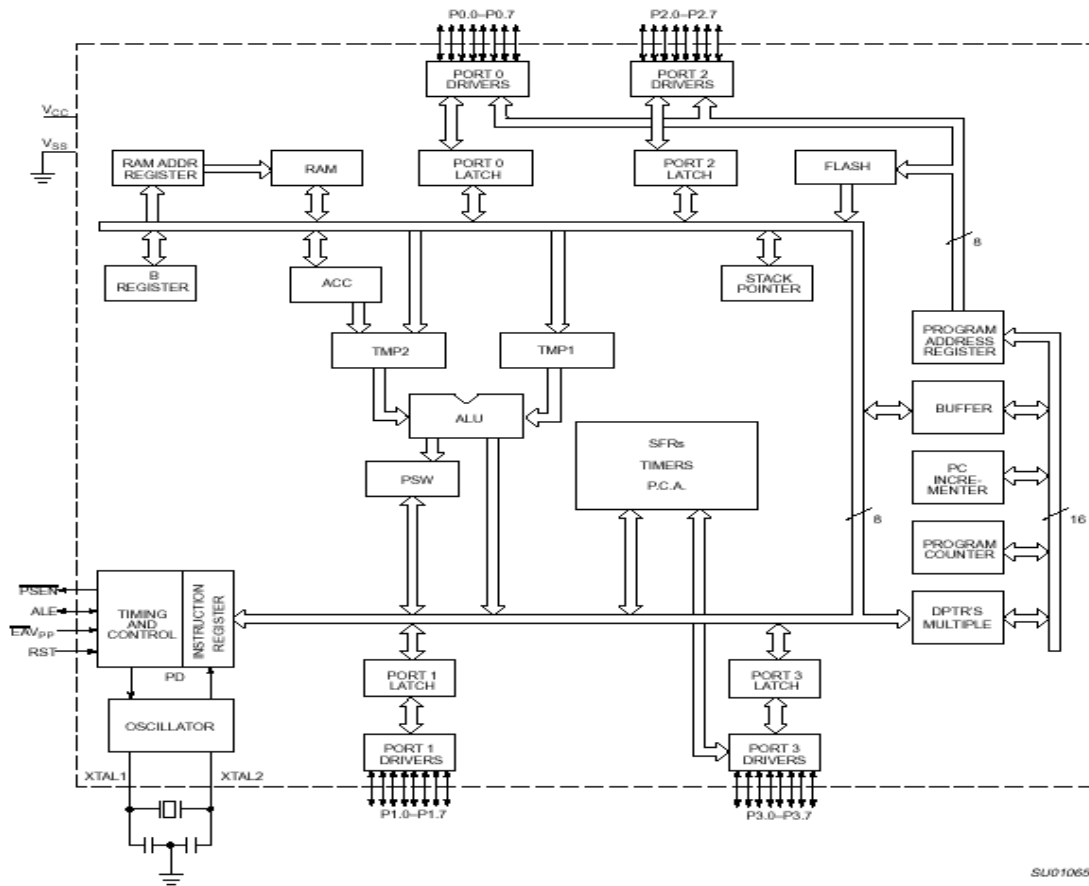 P0.0–P0.7
P2.0–P2.7
PORT 0
DRIVERS
PORT 2
DRIVERS
VCC
VSS
RAM ADDR
REGISTER
RAM
PORT 0
LATCH
PORT 2
LATCH
FLASH
8
B
REGISTER
ACC
STACK
POINTER
TMP2
TMP1
PROGRAM
ADDRESS
REGISTER
ALU
BUFFER
SFRs
TIMERS
P.C.A.
PSW
PC
INCRE-
MENTER
8
16
PROGRAM
COUNTER
PSEN
ALE
EAVPP
RST
TIMING
AND
CONTROL
INSTRUCTION
REGISTER
DPTR'S
MULTIPLE
PD
PORT 1
LATCH
PORT 3
LATCH
OSCILLATOR
PORT 1
DRIVERS
PORT 3
DRIVERS
XTAL1
XTAL2
P1.0–P1.7
P3.0–P3.7
SU01065